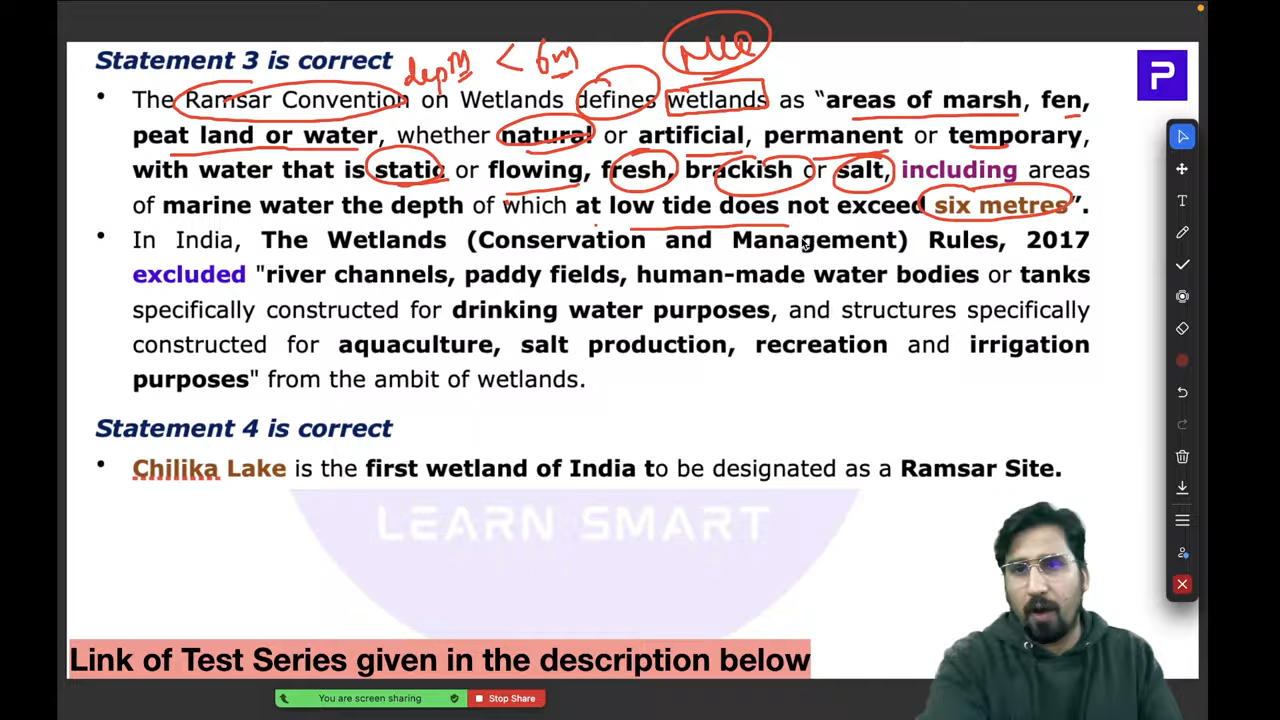 Statement 3 is correct
depth < 6m
• The Ramsar Convention on Wetlands defines wetlands as “areas of marsh, fen,
peat land or water, whether natural or artificial, permanent or temporary,
with water that is static or flowing, fresh, brackish or salt, including areas
of marine water the depth of which at low tide does not exceed six metres”.
• In India, The Wetlands (Conservation and Management) Rules, 2017
excluded "river channels, paddy fields, human-made water bodies or tanks
specifically constructed for drinking water purposes, and structures specifically
constructed for aquaculture, salt production, recreation and irrigation
purposes" from the ambit of wetlands.
Statement 4 is correct
• Chilika Lake is the first wetland of India to be designated as a Ramsar Site.
LEARN SMART
Link of Test Series given in the description below
You are screen sharing
Stop Share
P
T